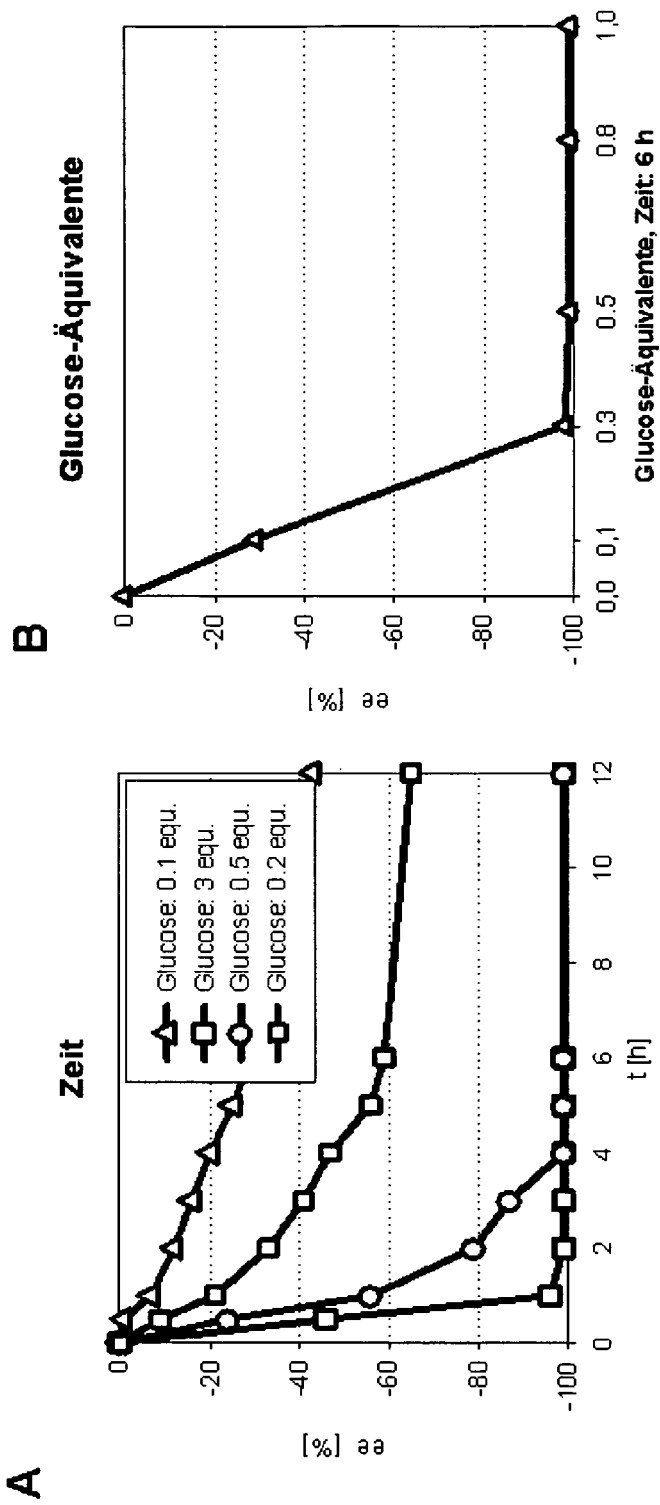 A
Zeit
ee [%]
0
-20
-40
-60
-80
-100
Glucose: 0.1 equ.
Glucose: 3 equ.
Glucose: 0.5 equ.
Glucose: 0.2 equ.
0
2
4
6
8
10
12
t [h]
B
Glucose-Äquivalente
ee [%]
0
-20
-40
-60
-80
-100
0,0
0,1
0.3
0.5
0.8
1,0
Glucose-Äquivalente, Zeit: 6 h